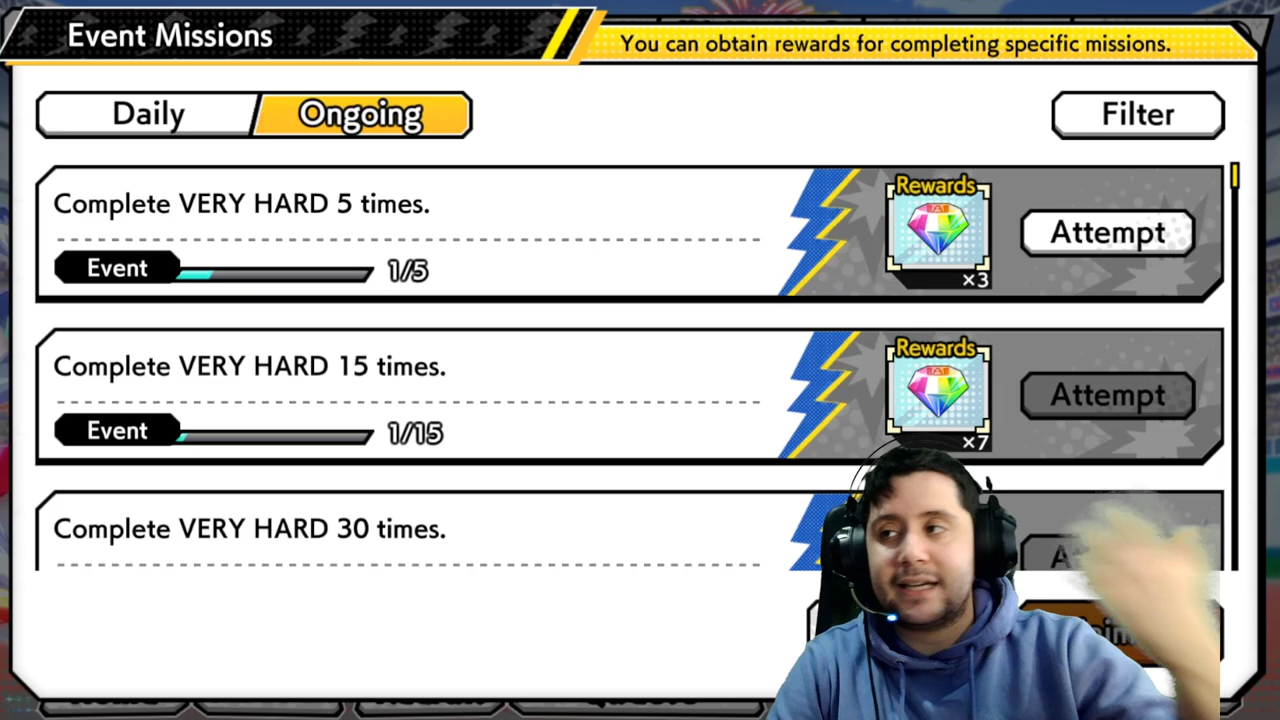 Event Missions
You can obtain rewards for completing specific missions.
Daily
Ongoing
Filter
Complete VERY HARD 5 times.
Rewards
Attempt
Event
1/5
×3
Complete VERY HARD 15 times.
Rewards
Attempt
Event
1/15
×7
Complete VERY HARD 30 times.